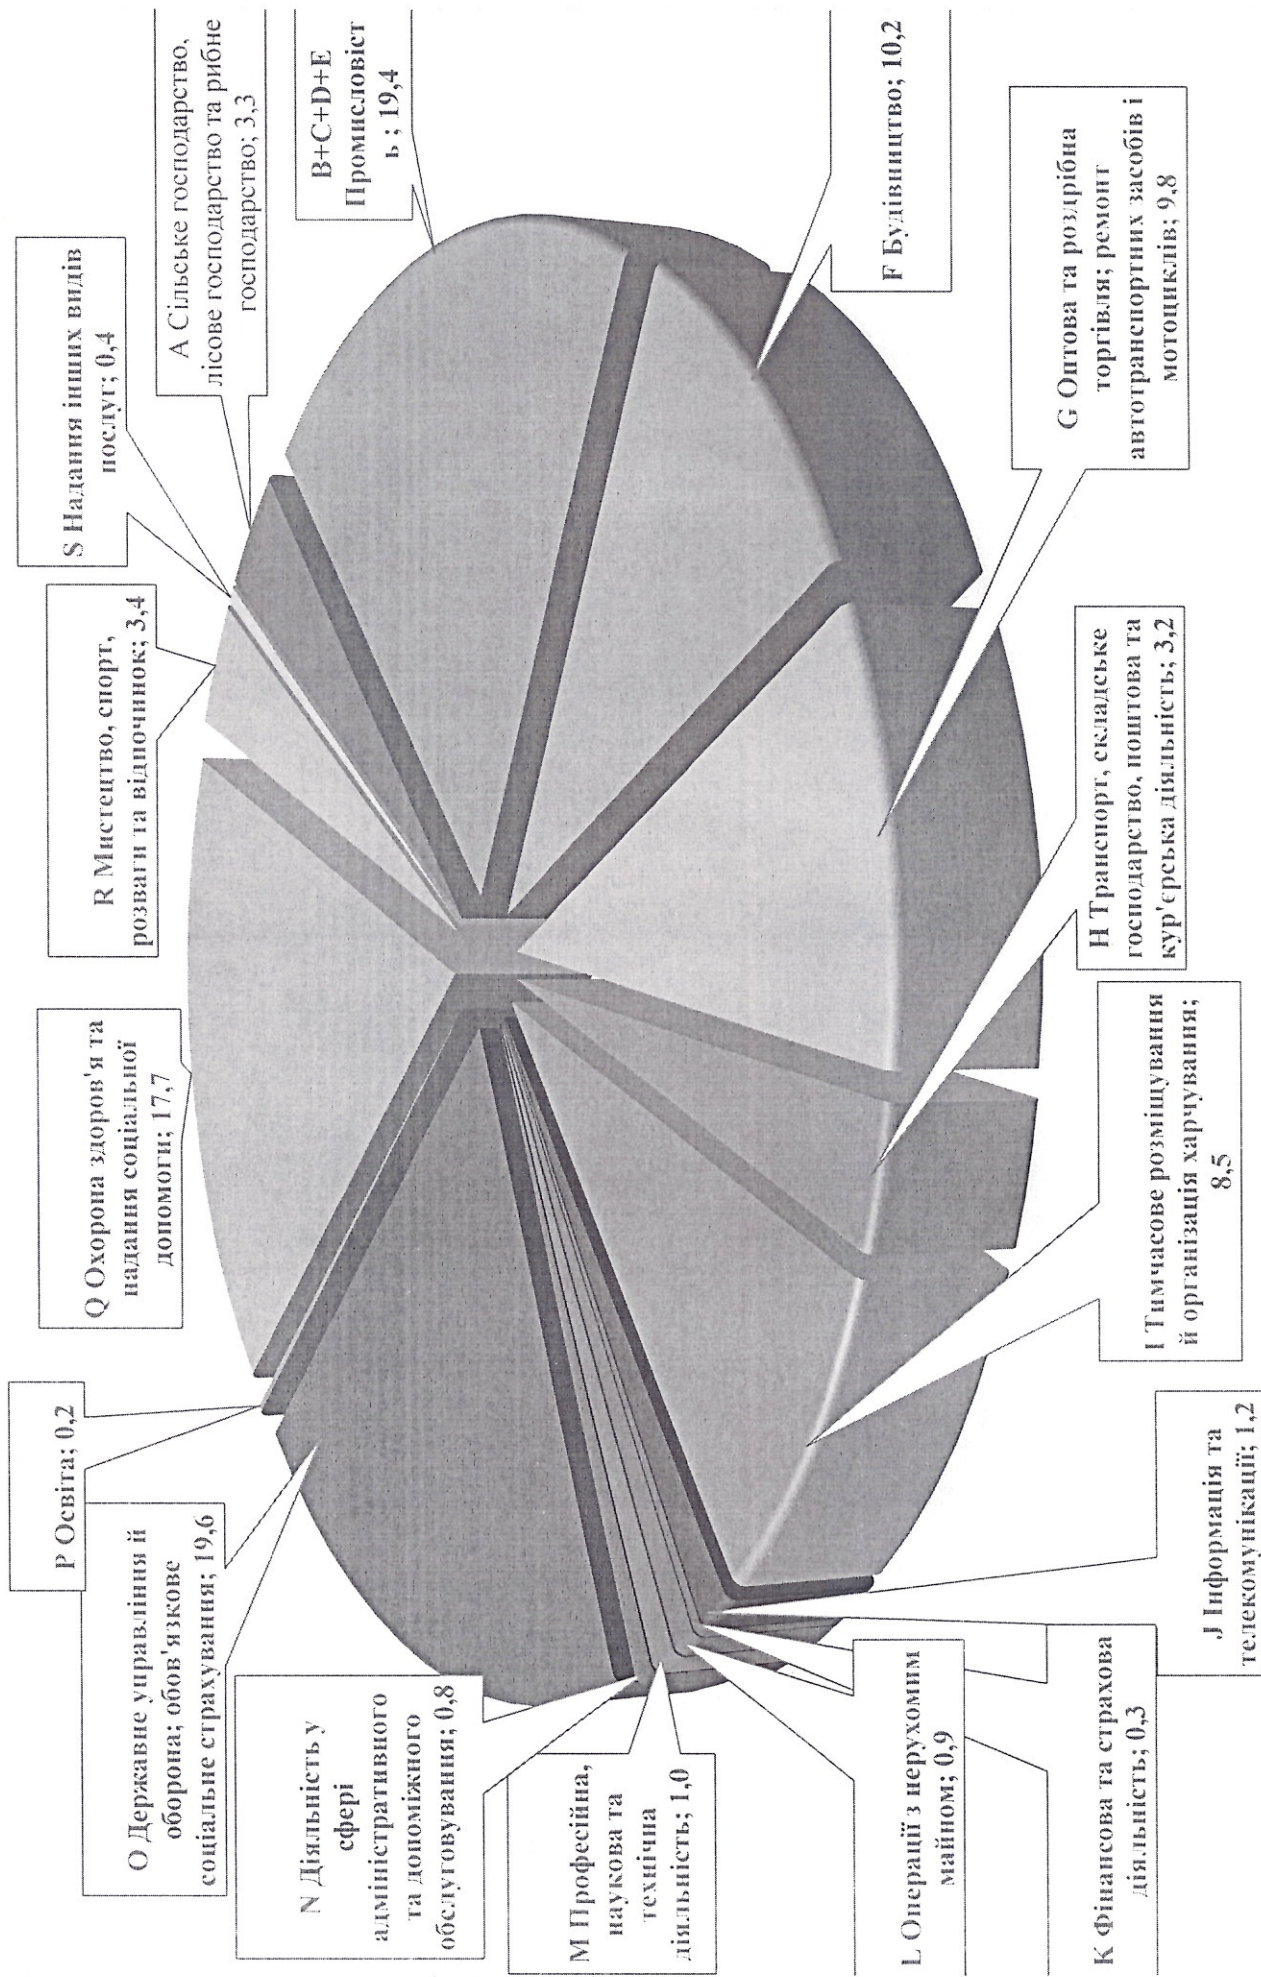 S Надання інших видів
послуг; 0,4
А Сільське господарство,
лісове господарство та рибне
господарство; 3,3
B+C+D+E
Промисловіст
ь ; 19,4
F Будівництво; 10,2
G Оптова та роздрібна
торгівля; ремонт
автотранспортних засобів і
мотоциклів; 9,8
H Транспорт, складське
господарство, поштова та
кур'єрська діяльність; 3,2
I Тимчасове розміщування
й організація харчування;
8,5
J Інформація та
телекомунікації; 1,2
K Фінансова та страхова
діяльність; 0,3
L Операції з нерухомим
майном; 0,9
M Професійна,
наукова та
технічна
діяльність; 1,0
N Діяльність у
сфері
адміністративного
та допоміжного
обслуговування; 0,8
O Державне управління й
оборона; обов'язкове
соціальне страхування; 19,6
P Освіта; 0,2
Q Охорона здоров'я та
надання соціальної
допомоги; 17,7
R Мистецтво, спорт,
розваги та відпочинок; 3,4